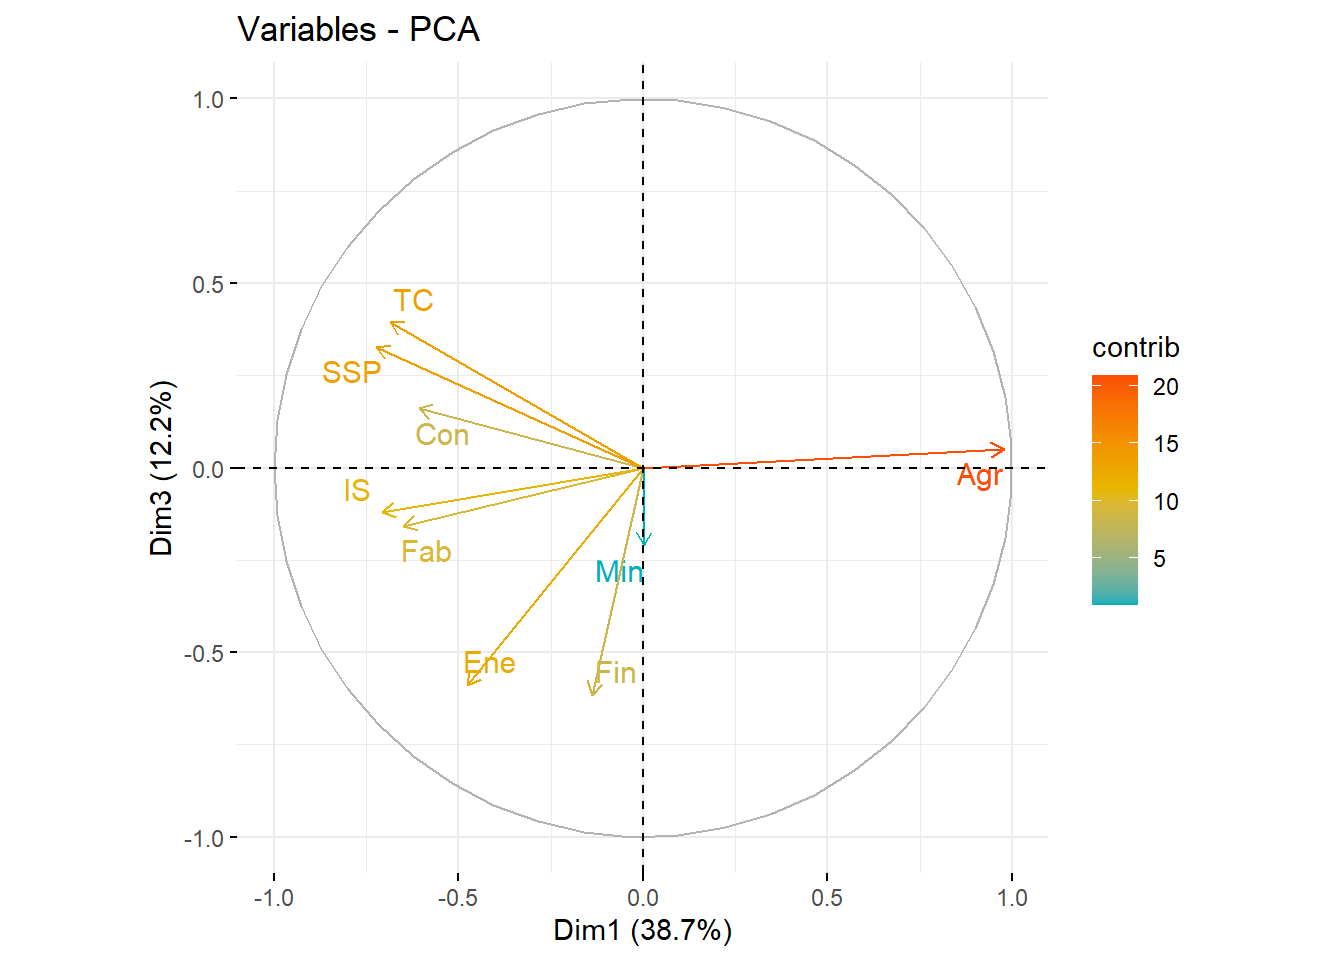 Variables - PCA
1.0
0.5
0.0
-0.5
-1.0
Dim3 (12.2%)
TC
SSP
Con
IS
Fab
Min
Ene
Fin
Agr
-1.0
-0.5
0.0
0.5
1.0
Dim1 (38.7%)
contrib
20
15
10
5